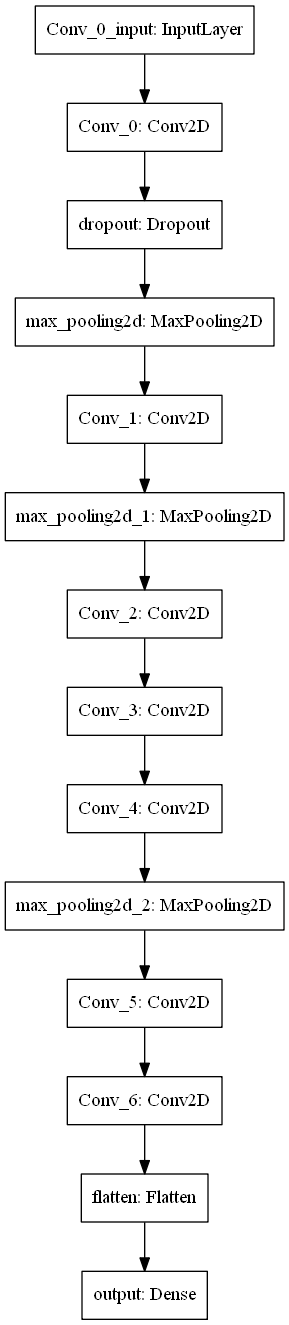 Conv_0_input: InputLayer
Conv_0: Conv2D
dropout: Dropout
max_pooling2d: MaxPooling2D
Conv_1: Conv2D
max_pooling2d_1: MaxPooling2D
Conv_2: Conv2D
Conv_3: Conv2D
Conv_4: Conv2D
max_pooling2d_2: MaxPooling2D
Conv_5: Conv2D
Conv_6: Conv2D
flatten: Flatten
output: Dense